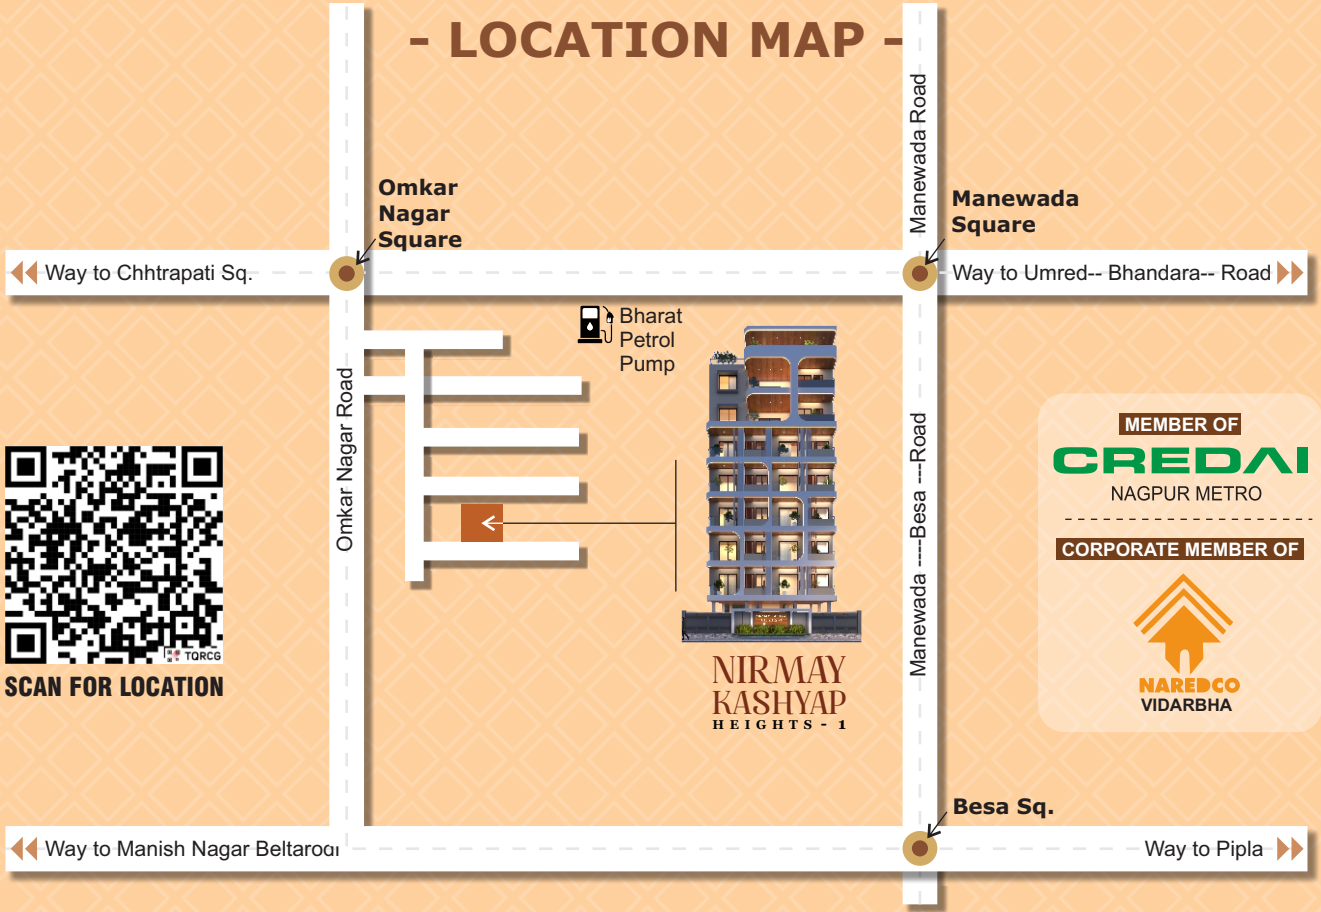 - LOCATION MAP -
Manewada Road
Omkar
Nagar
Square
Manewada
Square
Way to Chhtrapati Sq.
Way to Umred-- Bhandara-- Road
Bharat
Petrol
Pump
Omkar Nagar Road
Manewada -----Besa ----Road
MEMBER OF
CREDAI
NAGPUR METRO
CORPORATE MEMBER OF
NAREDCO
VIDARBHA
TQRCG
SCAN FOR LOCATION
NIRMAY
KASHYAP
HEIGHTS - 1
Besa Sq.
Way to Manish Nagar Beltarodi
Way to Pipla